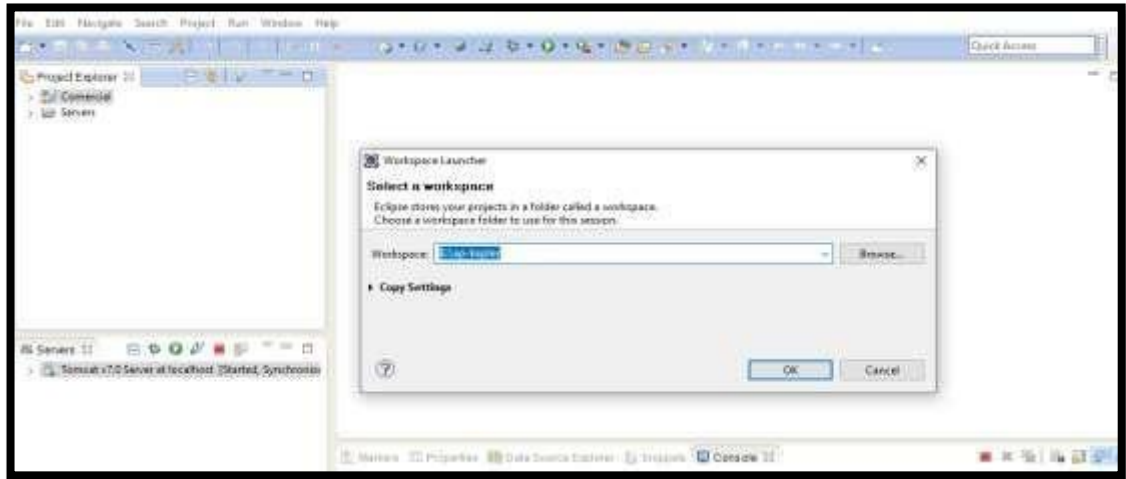 File Edit Navigate Search Project Run Window Help
Quick Access
Project Explorer
Comercial
Servers
Workspace Launcher
Select a workspace
Eclipse stores your projects in a folder called a workspace.
Choose a workspace folder to use for this session.
Workspace:
Browse...
Copy Settings
OK
Cancel
Servers
Tomcat v7.0 Server at localhost [Started, Synchronize
Markers Properties Data Source Explorer Snippets Console